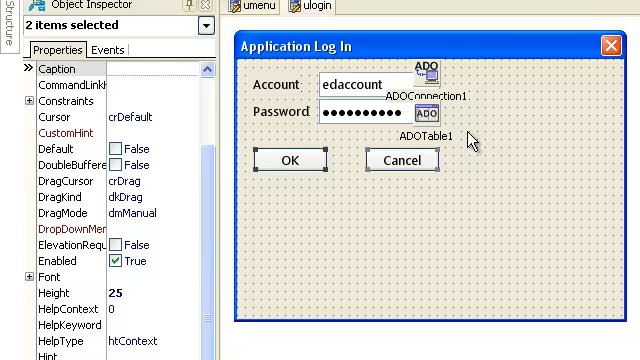 Structure
Object Inspector
umenu
ulogin
2 items selected
Properties
Events
Caption
CommandLinkH
Constraints
Cursor
crDefault
CustomHint
Default
False
DoubleBuffere
False
DragCursor
crDrag
DragKind
dkDrag
DragMode
dmManual
DropDownMer
ElevationRequ
False
Enabled
True
Font
Height
25
HelpContext
0
HelpKeyword
HelpType
htContext
Hint
Application Log In
Account
edaccount
ADO
ADOConnection1
Password
●●●●●●●●●●
ADO
ADOTable1
OK
Cancel